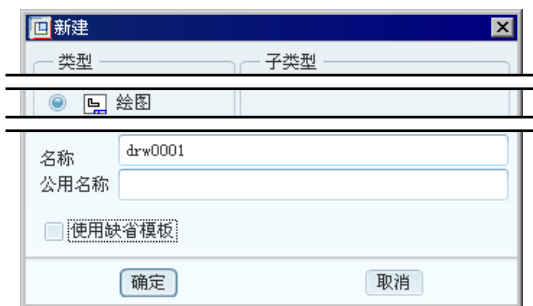 新建
类型 子类型
绘图
名称 drw0001
公用名称
使用缺省模板
确定 取消